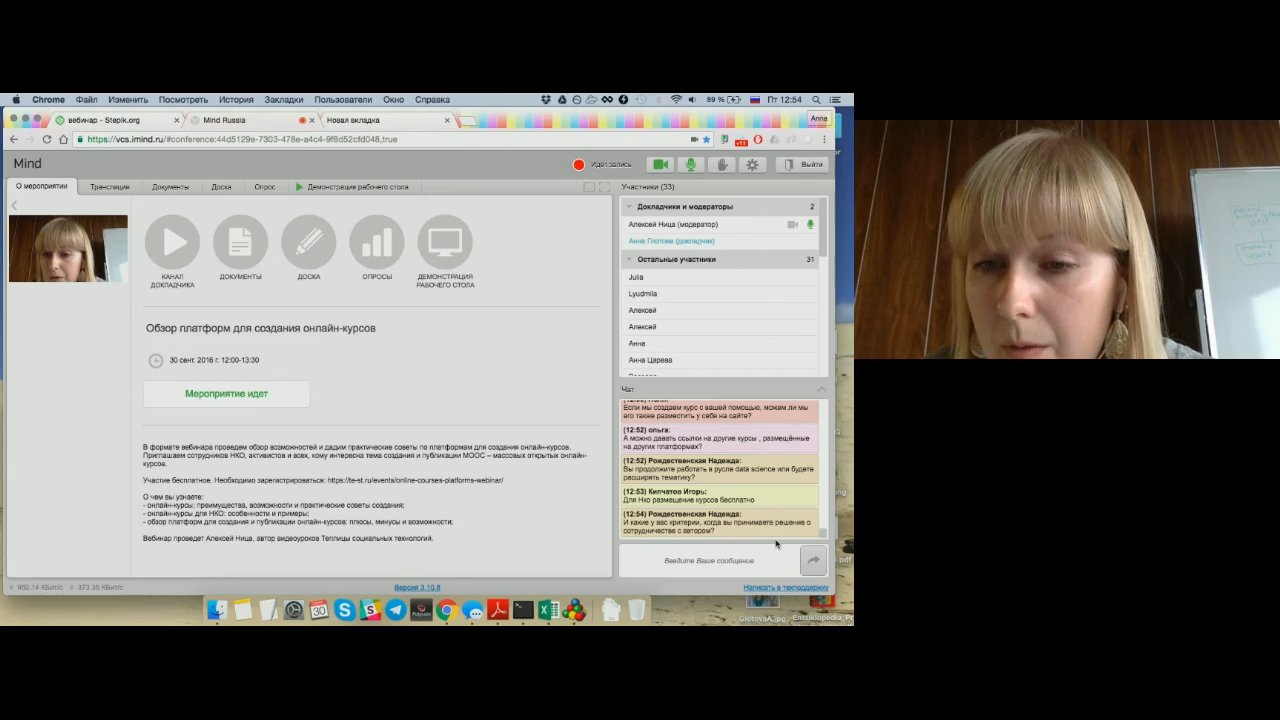 Chrome Файл Изменить Посмотреть История Закладки Пользователи Окно Справка
89 % Пт 12:54
вебинар - Stepik.org
Mind Russia
Новая вкладка
Anna
https://vcs.imind.ru/#conference:44d5129e-7303-478e-a4c4-9f8d52cfd048,true
Mind
Идет запись
Выйти
О мероприятии Трансляция Документы Доска Опрос Демонстрация рабочего стола
КАНАЛ
ДОКЛАДЧИКА
ДОКУМЕНТЫ
ДОСКА
ОПРОСЫ
ДЕМОНСТРАЦИЯ
РАБОЧЕГО СТОЛА
Обзор платформ для создания онлайн-курсов
30 сент. 2016 г. 12:00-13:30
Мероприятие идет
В формате вебинара проведем обзор возможностей и дадим практические советы по платформам для создания онлайн-курсов.
Приглашаем сотрудников НКО, активистов и всех, кому интересна тема создания и публикации МООС – массовых открытых онлайн-
курсов.
Участие бесплатное. Необходимо зарегистрироваться: https://te-st.ru/events/online-courses-platforms-webinar/
О чем вы узнаете:
- онлайн-курсы: преимущества, возможности и практические советы создания;
- онлайн-курсы для НКО: особенности и примеры;
- обзор платформ для создания и публикации онлайн-курсов: плюсы, минусы и возможности;
Вебинар проведет Алексей Ница, автор видеоуроков Теплицы социальных технологий.
Участники (33)
Докладчики и модераторы 2
Алексей Ница (модератор)
Анна Глотова (докладчик)
Остальные участники 31
Julia
Lyudmila
Алексей
Алексей
Анна
Анна Царева
Чат
Если мы создаем курс с вашей помощью, можем ли мы
его также разместить у себя на сайте?
(12:52) ольга:
А можно давать ссылки на другие курсы , размещённые
на других платформах?
(12:52) Рождественская Надежда:
Вы продолжите работать в русле data science или будете
расширять тематику?
(12:53) Кипчатов Игорь:
Для Нко размещение курсов бесплатно
(12:54) Рождественская Надежда:
И какие у вас критерии, когда вы принимаете решение о
сотрудничестве с автором?
Введите Ваше сообщение
950.14 КБит/с 373.36 КБит/с
Версия 3.10.8
Написать в техподдержку
GlotovaA.jpg
Entsiklopedia_Pr